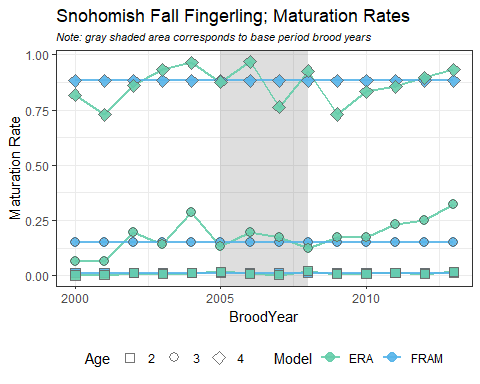 Snohomish Fall Fingerling; Maturation Rates
Note: gray shaded area corresponds to base period brood years
1.00
0.75
0.50
0.25
0.00
Maturation Rate
2000 2005 2010
BroodYear
Age 2 3 4 Model ERA FRAM